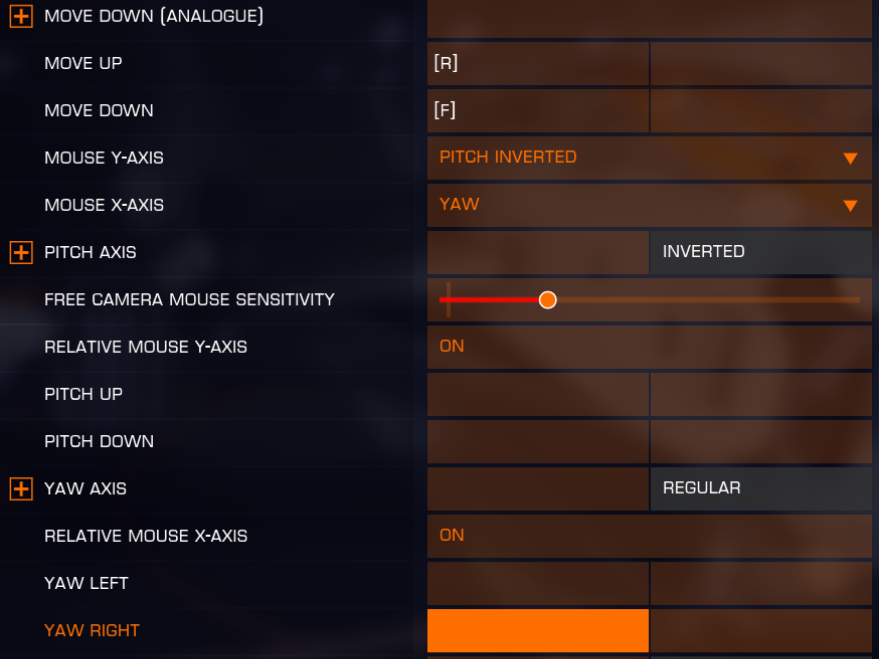 MOVE DOWN (ANALOGUE)
MOVE UP [R]
MOVE DOWN [F]
MOUSE Y-AXIS PITCH INVERTED
MOUSE X-AXIS YAW
PITCH AXIS INVERTED
FREE CAMERA MOUSE SENSITIVITY
RELATIVE MOUSE Y-AXIS ON
PITCH UP
PITCH DOWN
YAW AXIS REGULAR
RELATIVE MOUSE X-AXIS ON
YAW LEFT
YAW RIGHT